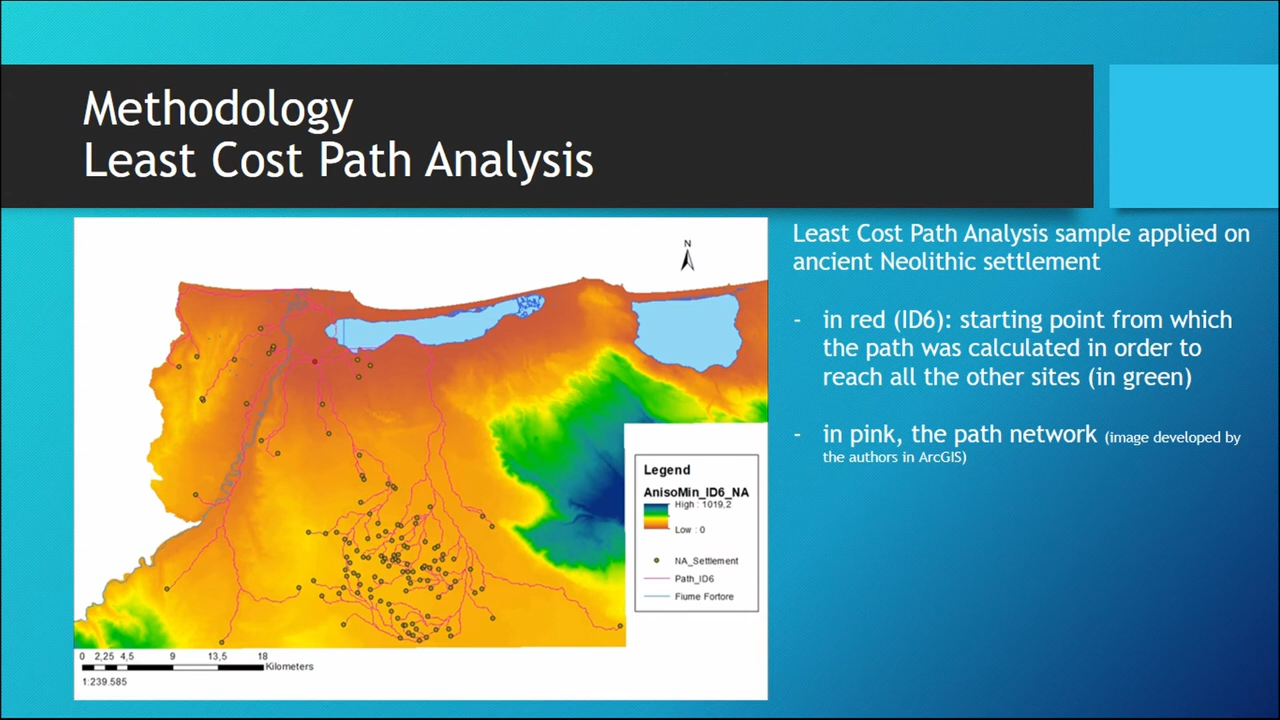 Methodology
Least Cost Path Analysis
N
Legend
AnisoMin_ID6_NA
High : 1019,2
Low : 0
NA_Settlement
Path_ID6
Fiume Fortore
0 2,25 4,5 9 13,5 18
Kilometers
1:239.585
Least Cost Path Analysis sample applied on
ancient Neolithic settlement
- in red (ID6): starting point from which
the path was calculated in order to
reach all the other sites (in green)
- in pink, the path network (image developed by
the authors in ArcGIS)